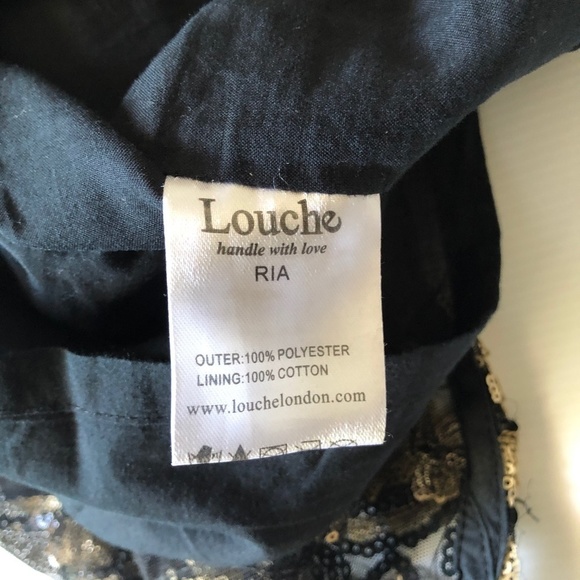 Louche
handle with love
RIA
OUTER:100% POLYESTER
LINING:100% COTTON
www.louchelondon.com